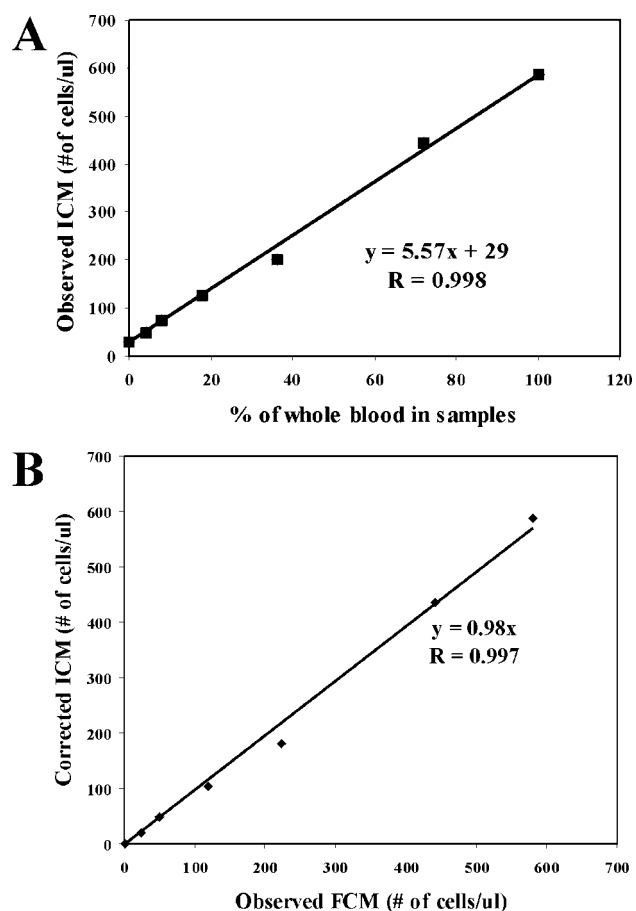 A
Observed ICM (#of cells/ul)
700
600
500
400
300
200
100
0
y = 5.57x + 29
R = 0.998
0 20 40 60 80 100 120
% of whole blood in samples
B
Corrected ICM (# of cells/ul)
700
600
500
400
300
200
100
0
y = 0.98x
R = 0.997
0 100 200 300 400 500 600 700
Observed FCM (# of cells/ul)